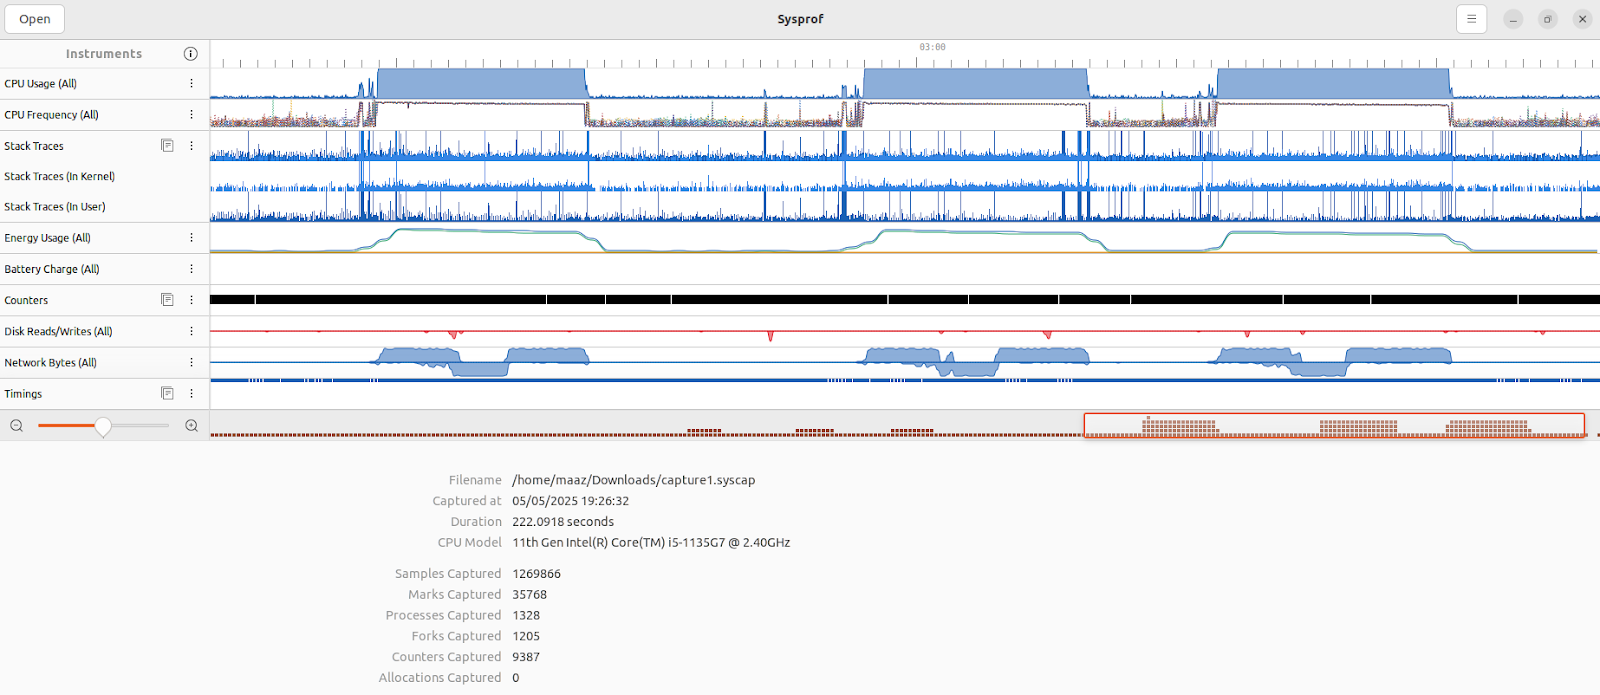 Open
Sysprof
Instruments
03:00
CPU Usage (All)
CPU Frequency (All)
Stack Traces
Stack Traces (In Kernel)
Stack Traces (In User)
Energy Usage (All)
Battery Charge (All)
Counters
Disk Reads/Writes (All)
Network Bytes (All)
Timings
Filename /home/maaz/Downloads/capture1.syscap
Captured at 05/05/2025 19:26:32
Duration 222.0918 seconds
CPU Model 11th Gen Intel(R) Core(TM) i5-1135G7 @ 2.40GHz
Samples Captured 1269866
Marks Captured 35768
Processes Captured 1328
Forks Captured 1205
Counters Captured 9387
Allocations Captured 0